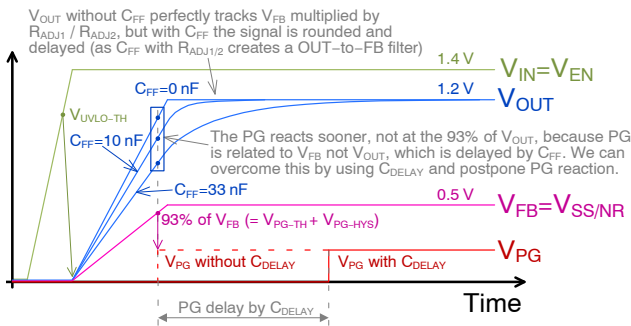 VOUT without CFF perfectly tracks VFB multiplied by
RADJ1 / RADJ2, but with CFF the signal is rounded and
delayed (as CFF with RADJ1/2 creates a OUT−to−FB filter)
1.4 V
VIN=VEN
CFF=0 nF
1.2 V
VOUT
VUVLO-TH
CFF=10 nF
The PG reacts sooner, not at the 93% of VOUT, because PG
is related to VFB not VOUT, which is delayed by CFF. We can
overcome this by using CDELAY and postpone PG reaction.
CFF=33 nF
0.5 V
VFB=VSS/NR
93% of VFB (= VPG-TH + VPG-HYS)
VPG
VPG without CDELAY
VPG with CDELAY
Time
PG delay by CDELAY